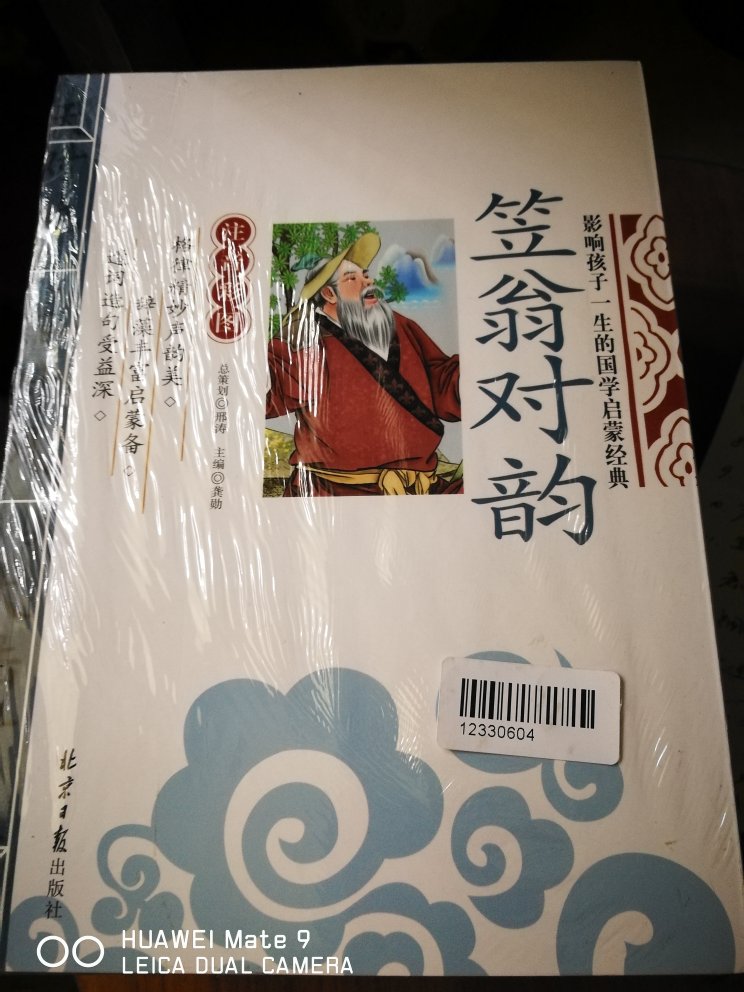 影响孩子一生的国学启蒙经典
笠翁对韵
注音彩图
总策划◎邢涛 主编◎龚勋
格律精妙声韵美◇
辞藻丰富启蒙备◇
遣词造句受益深◇
12330604
北京日报出版社
HUAWEI Mate 9
LEICA DUAL CAMERA